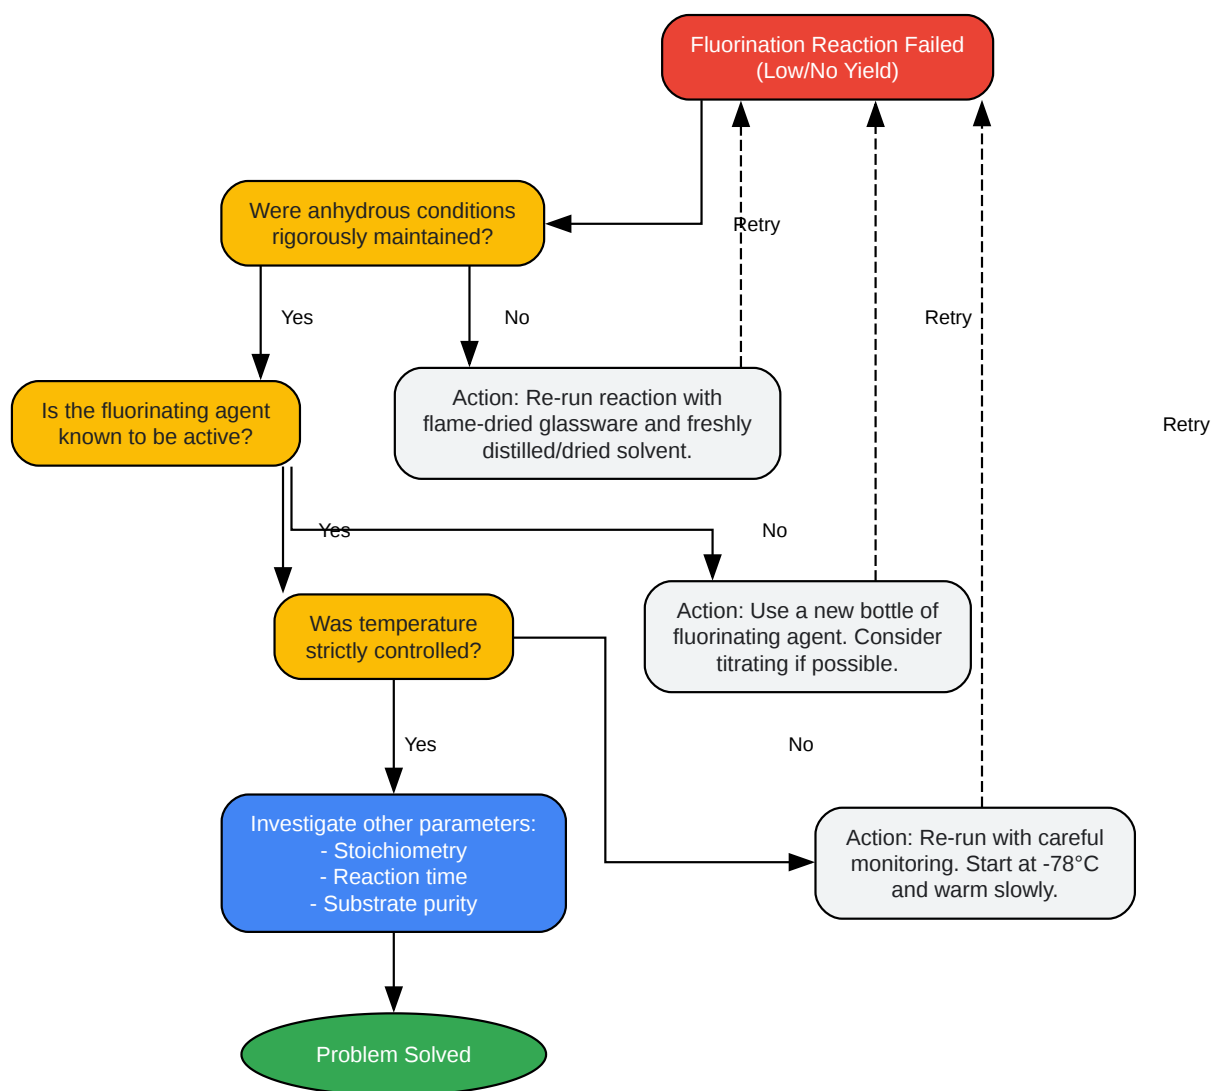 Fluorination Reaction Failed
(Low/No Yield)
Were anhydrous conditions
rigorously maintained?
Retry
Yes
No
Retry
Is the fluorinating agent
known to be active?
Action: Re-run reaction with
flame-dried glassware and freshly
distilled/dried solvent.
Retry
Yes
No
Was temperature
strictly controlled?
Action: Use a new bottle of
fluorinating agent. Consider
titrating if possible.
Yes
No
Investigate other parameters:
- Stoichiometry
- Reaction time
- Substrate purity
Action: Re-run with careful
monitoring. Start at -78°C
and warm slowly.
Problem Solved